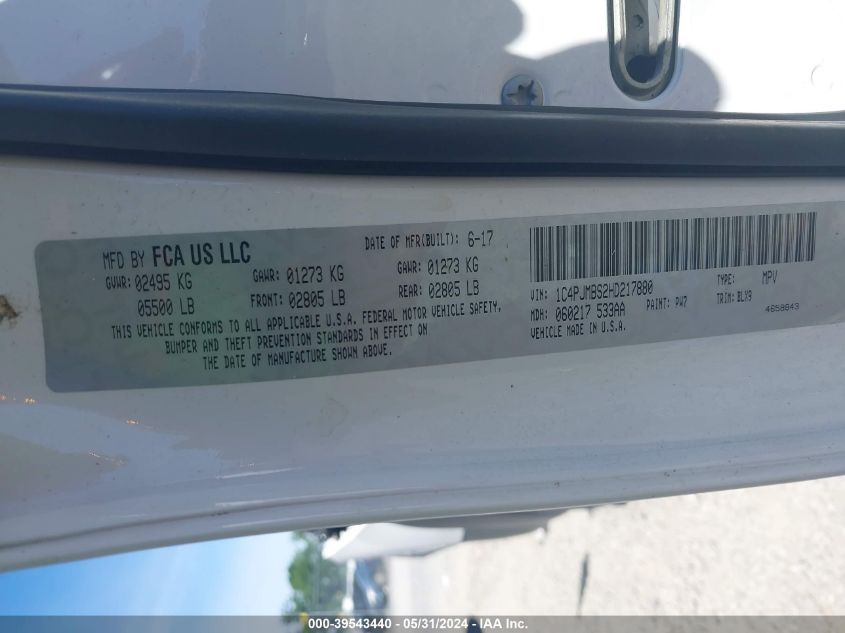 MFD BY FCA US LLC
DATE OF MFR(BUILT): 6-17
GVWR: 02495 KG
GAWR: 01273 KG
GAWR: 01273 KG
05500 LB
FRONT: 02805 LB
REAR: 02805 LB
THIS VEHICLE CONFORMS TO ALL APPLICABLE U.S.A. FEDERAL MOTOR VEHICLE SAFETY,
BUMPER AND THEFT PREVENTION STANDARDS IN EFFECT ON
THE DATE OF MANUFACTURE SHOWN ABOVE.
VIN: 1C4PJMBS2HD217880
TYPE: MPV
MDH: 060217 533AA
PAINT: PW7
TRIM: BLX9
VEHICLE MADE IN U.S.A.
4658843
000-39543440 - 05/31/2024 - IAA Inc.